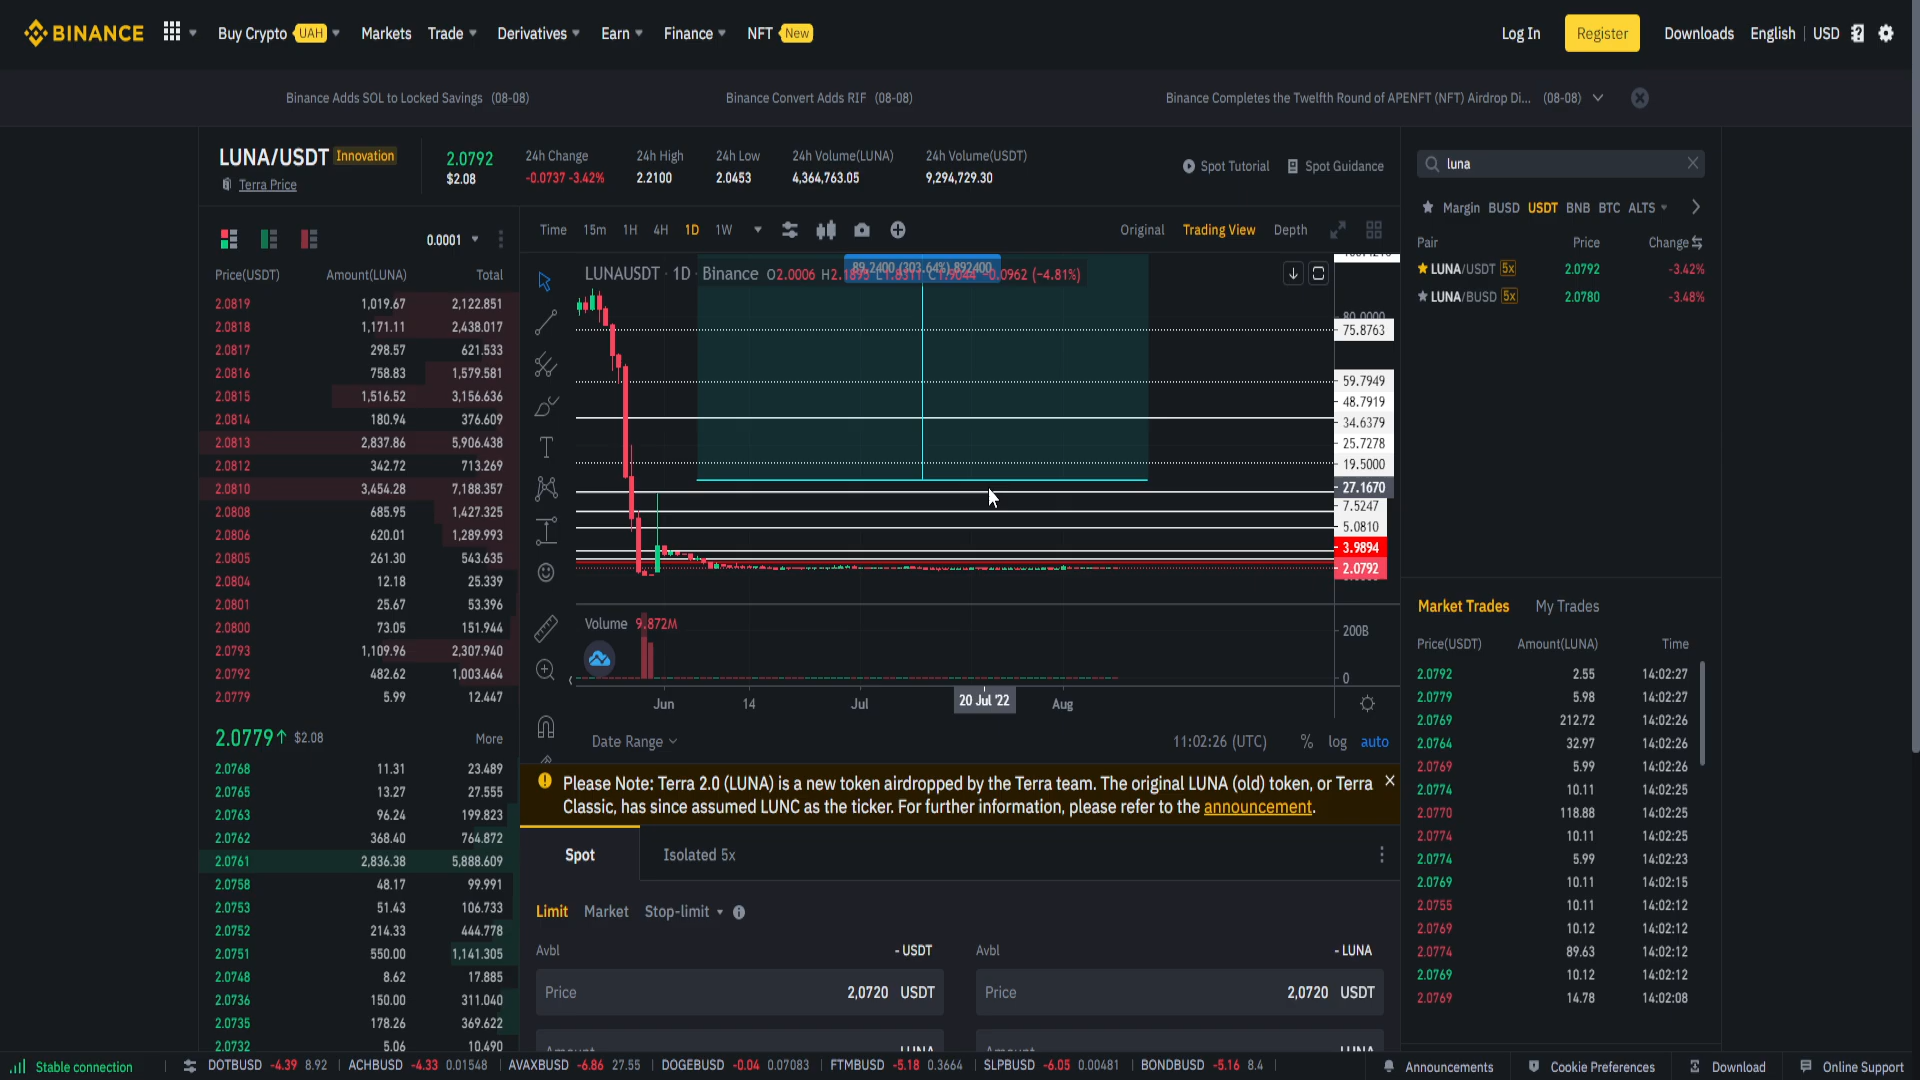 BINANCE
Buy Crypto UAH Markets Trade Derivatives Earn Finance NFT New Log In Register Downloads English USD
Binance Adds SOL to Locked Savings (08-08) Binance Convert Adds RIF (08-08) Binance Completes the Twelfth Round of APENFT (NFT) Airdrop Di... (08-08)
LUNA/USDT Innovation
Terra Price
2.0792
$2.08
24h Change
-0.0737 -3.42%
24h High
2.2100
24h Low
2.0453
24h Volume(LUNA)
4,364,763.05
24h Volume(USDT)
9,294,729.30
Spot Tutorial Spot Guidance
0.0001
Price(USDT) Amount(LUNA) Total
2.0819 1,019.67 2,122.851
2.0818 1,171.11 2,438.017
2.0817 298.57 621.533
2.0816 758.83 1,579.581
2.0815 1,516.52 3,156.636
2.0814 180.94 376.609
2.0813 2,837.86 5,906.438
2.0812 342.72 713.269
2.0810 3,454.28 7,188.357
2.0808 685.95 1,427.325
2.0806 620.01 1,289.993
2.0805 261.30 543.635
2.0804 12.18 25.339
2.0801 25.67 53.396
2.0800 73.05 151.944
2.0793 1,109.96 2,307.940
2.0792 482.62 1,003.464
2.0779 5.99 12.447
2.0779↑ $2.08 More
2.0768 11.31 23.489
2.0765 13.27 27.555
2.0763 96.24 199.823
2.0762 368.40 764.872
2.0761 2,836.38 5,888.609
2.0758 48.17 99.991
2.0753 51.43 106.733
2.0752 214.33 444.778
2.0751 550.00 1,141.305
2.0748 8.62 17.885
2.0736 150.00 311.040
2.0735 178.26 369.622
2.0732 5.06 10.490
Time 15m 1H 4H 1D 1W Original Trading View Depth
LUNAUSDT · 1D · Binance O2.0006 (-4.81%)
89.2400 (303.64%) 892400
75.8763
59.7949
48.7919
34.6379
25.7278
19.5000
27.1670
7.5247
5.0810
3.9894
2.0792
Volume 9.872M
200B
0
Jun 14 Jul 20 Jul '22 Aug
Date Range 11:02:26 (UTC) % log auto
Please Note: Terra 2.0 (LUNA) is a new token airdropped by the Terra team. The original LUNA (old) token, or Terra
Classic, has since assumed LUNC as the ticker. For further information, please refer to the announcement.
Spot Isolated 5x
Limit Market Stop-limit
Avbl - USDT Avbl - LUNA
Price 2,0720 USDT Price 2,0720 USDT
Amount LUNA Amount LUNA
luna
Margin BUSD USDT BNB BTC ALTS
Pair Price Change
LUNA/USDT 5x 2.0792 -3.42%
LUNA/BUSD 5x 2.0780 -3.48%
Market Trades My Trades
Price(USDT) Amount(LUNA) Time
2.0792 2.55 14:02:27
2.0779 5.98 14:02:27
2.0769 212.72 14:02:26
2.0764 32.97 14:02:26
2.0769 5.99 14:02:26
2.0774 10.11 14:02:25
2.0770 118.88 14:02:25
2.0774 10.11 14:02:25
2.0774 5.99 14:02:23
2.0769 10.11 14:02:15
2.0755 10.11 14:02:12
2.0769 10.12 14:02:12
2.0774 89.63 14:02:12
2.0769 10.12 14:02:12
2.0769 14.78 14:02:08
Stable connection DOTBUSD -4.39 8.92 ACHBUSD -4.33 0.01548 AVAXBUSD -6.86 27.55 DOGEBUSD -0.04 0.07083 FTMBUSD -5.18 0.3664 SLPBUSD -6.05 0.00481 BONDBUSD -5.16 8.4 Announcements Cookie Preferences Download Online Support